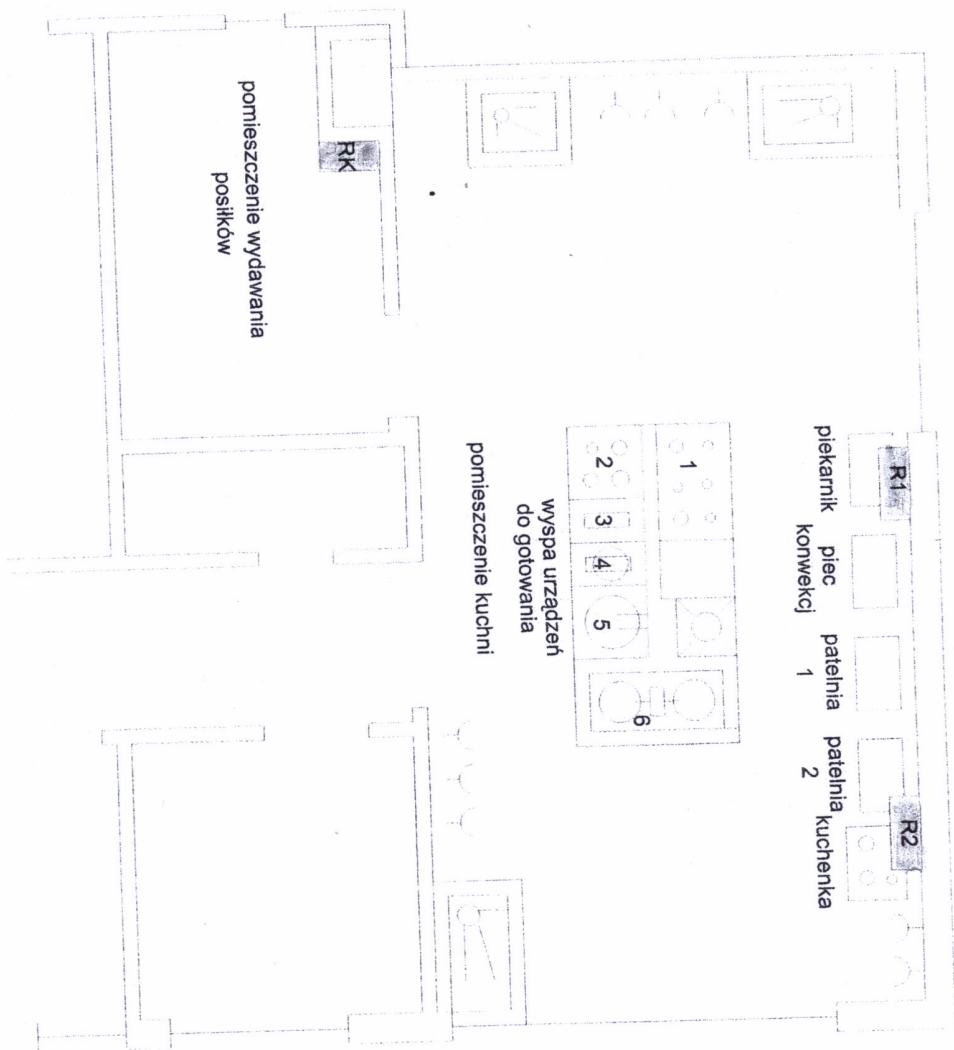 pomieszczenie wydawania
posiłków
RK
pomieszczenie kuchni
wyspa urządzeń
do gotowania
1
2
3
4
5
6
piekarnik
piec
konwekcj
patelnia
1
patelnia
2
kuchenka
R1
R2